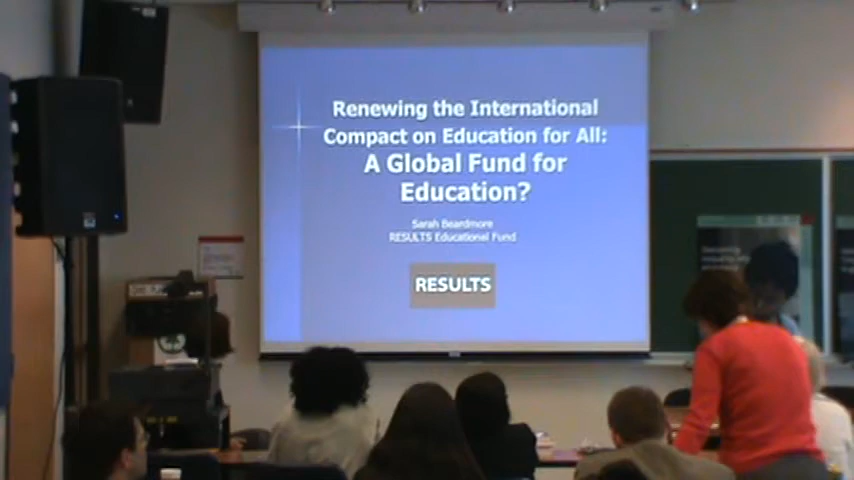 Renewing the International
Compact on Education for All:
A Global Fund for
Education?
Sarah Beardmore
RESULTS Educational Fund
RESULTS